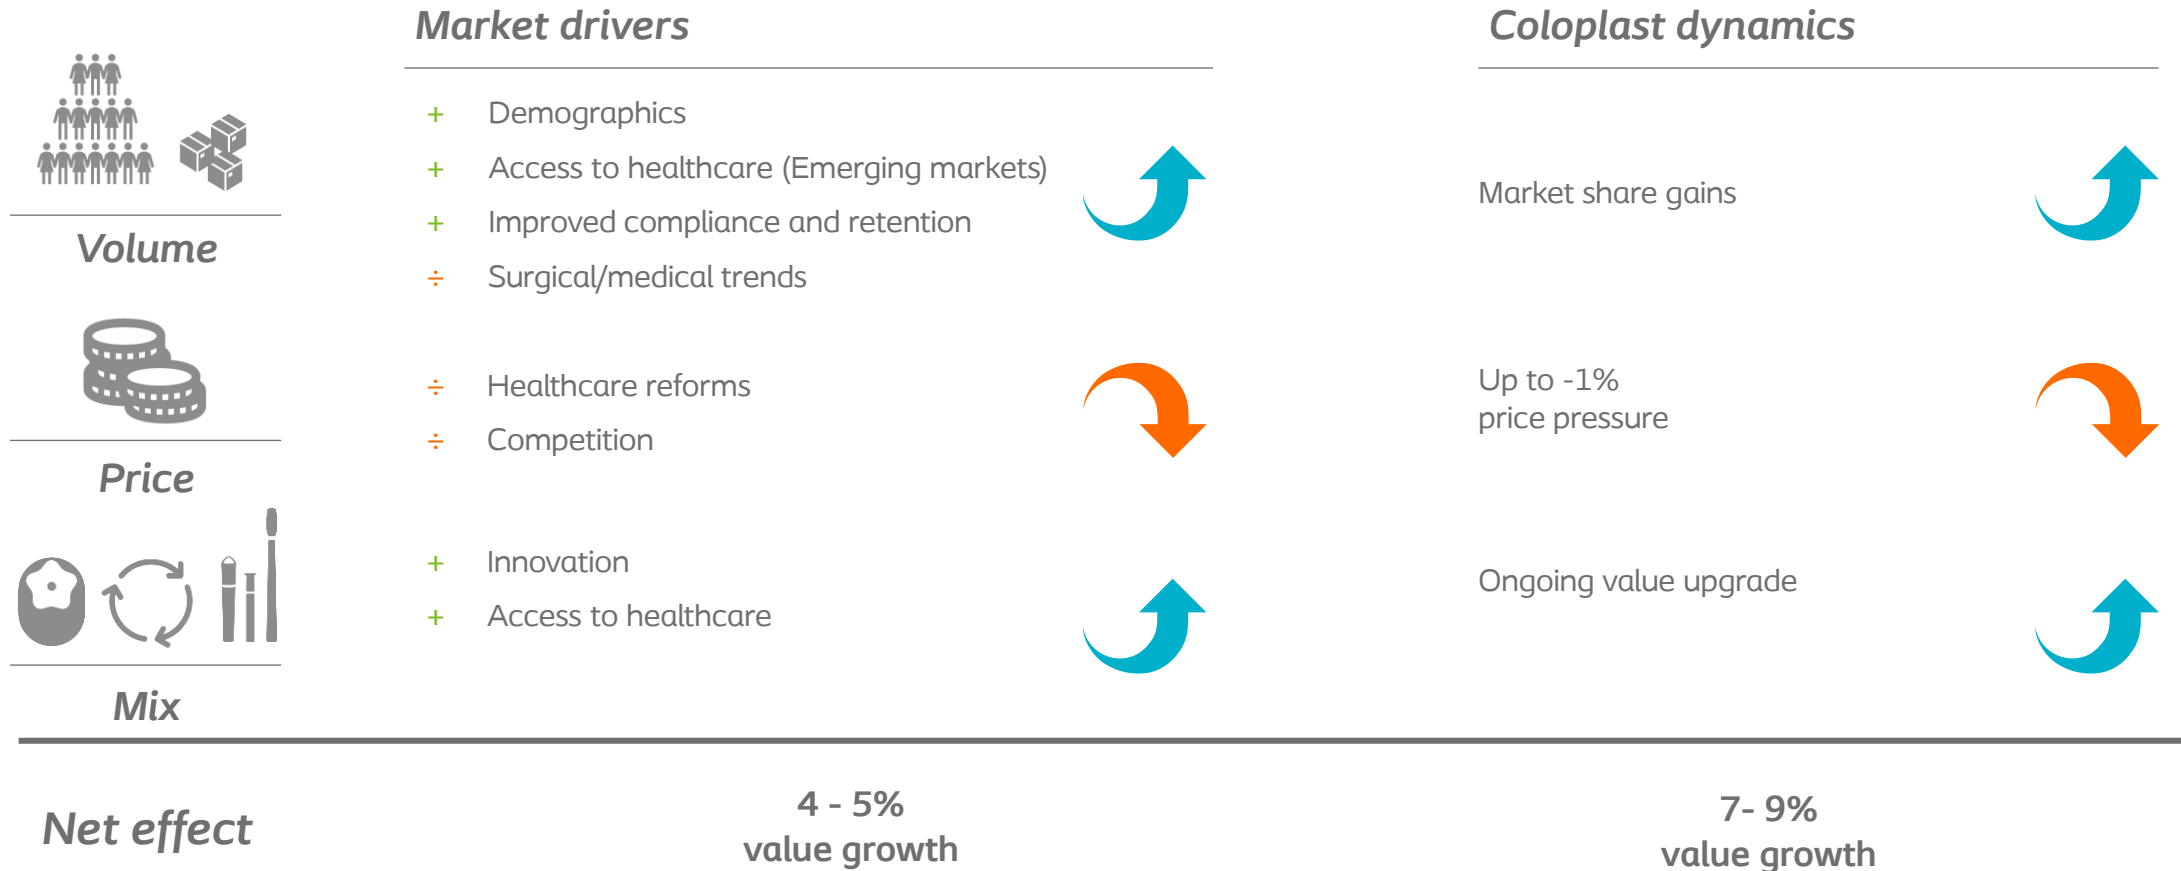 Market drivers
Coloplast dynamics
Volume
+ Demographics
+ Access to healthcare (Emerging markets)
+ Improved compliance and retention
÷ Surgical/medical trends
Market share gains
Price
÷ Healthcare reforms
÷ Competition
Up to -1%
price pressure
Mix
+ Innovation
+ Access to healthcare
Ongoing value upgrade
Net effect
4 - 5%
value growth
7- 9%
value growth